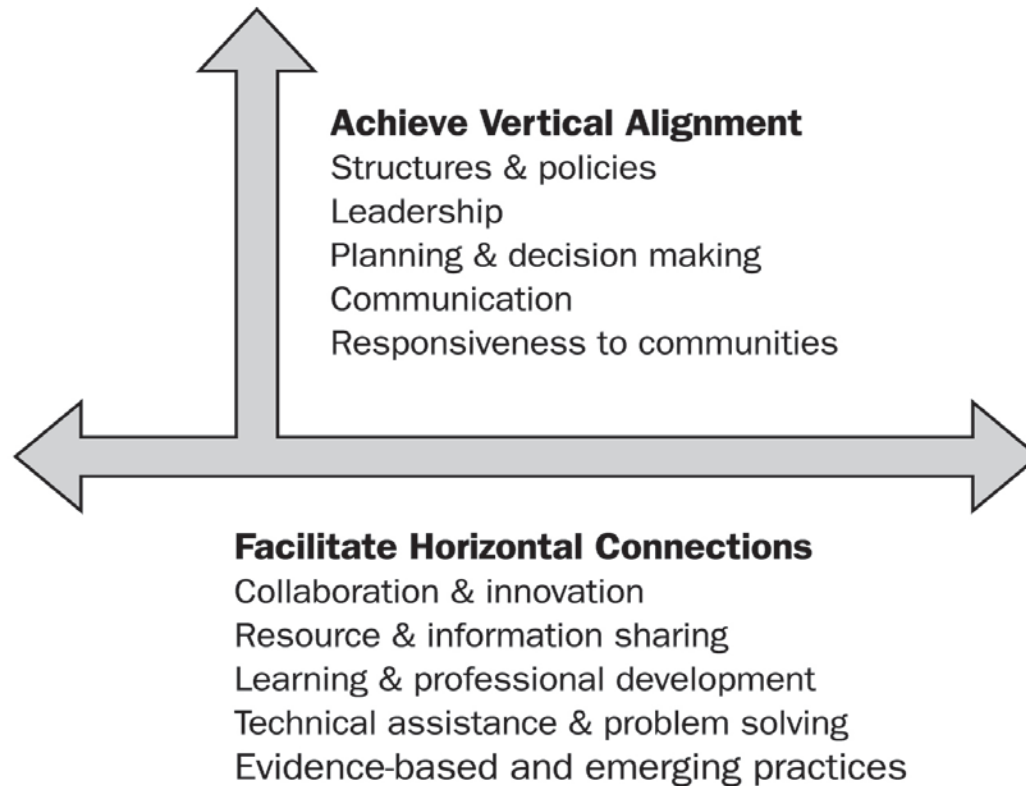 Achieve Vertical Alignment
Structures & policies
Leadership
Planning & decision making
Communication
Responsiveness to communities
Facilitate Horizontal Connections
Collaboration & innovation
Resource & information sharing
Learning & professional development
Technical assistance & problem solving
Evidence-based and emerging practices